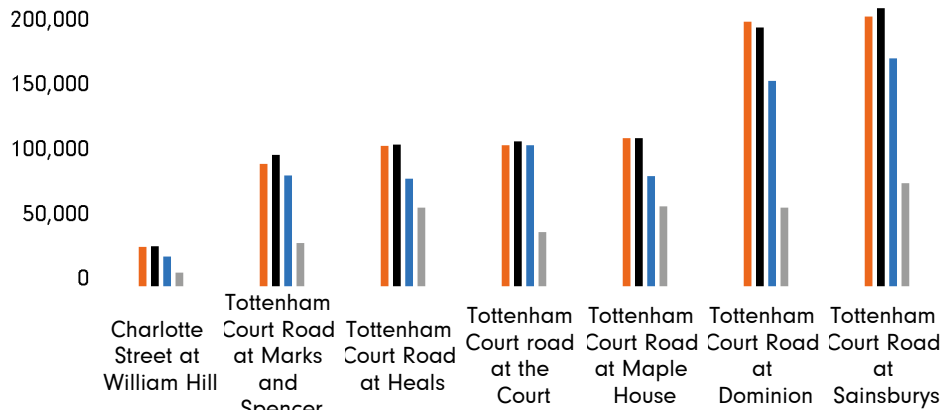 200,000
150,000
100,000
50,000
0
Charlotte
Street at
William Hill
Tottenham
Court Road
at Marks
and
Spencer
Tottenham
Court Road
at Heals
Tottenham
Court road
at the
Court
Tottenham
Court Road
at Maple
House
Tottenham
Court Road
at
Dominion
Tottenham
Court Road
at
Sainsburys